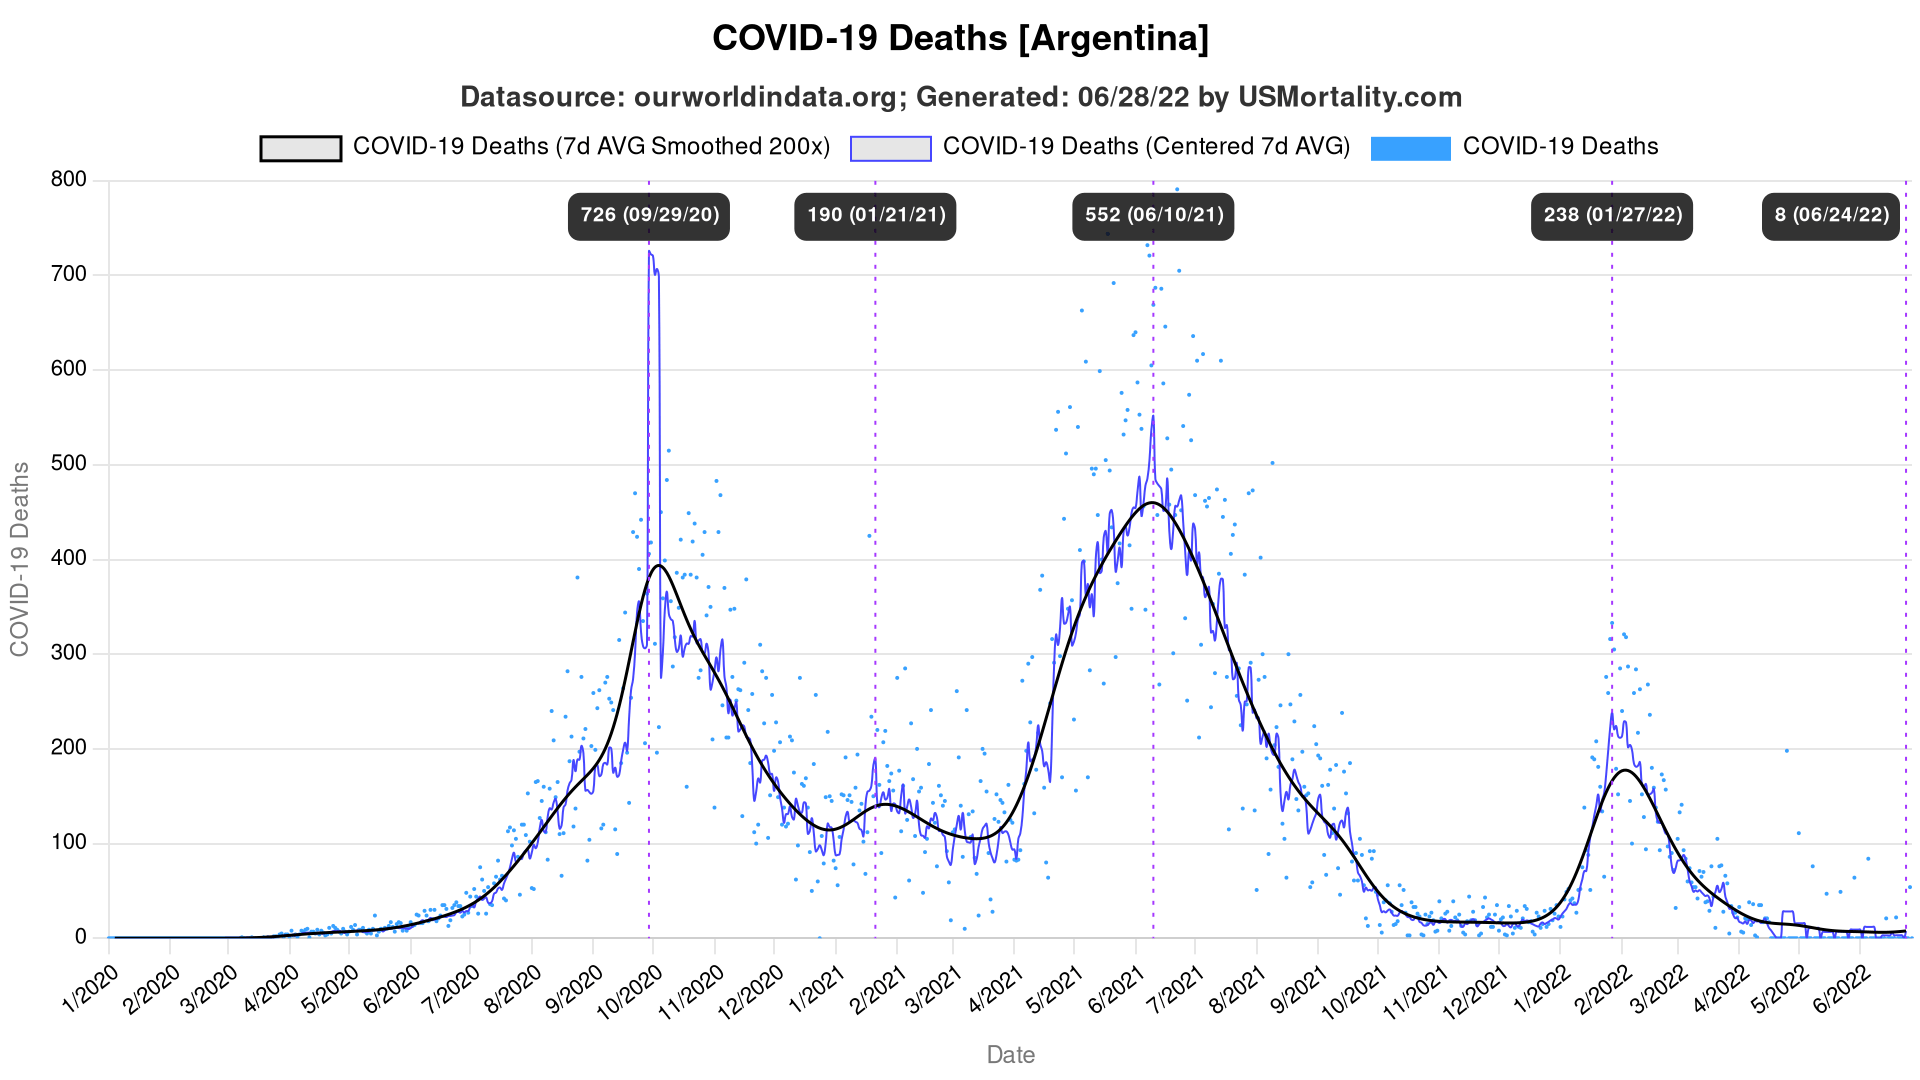 COVID-19 Deaths [Argentina]
Datasource: ourworldindata.org; Generated: 06/28/22 by USMortality.com
COVID-19 Deaths (7d AVG Smoothed 200x) COVID-19 Deaths (Centered 7d AVG) COVID-19 Deaths
800
726 (09/29/20) 190 (01/21/21) 552 (06/10/21) 238 (01/27/22) 8 (06/24/22)
700
600
500
400
300
200
100
0
COVID-19 Deaths
1/2020 2/2020 3/2020 4/2020 5/2020 6/2020 7/2020 8/2020 9/2020 10/2020 11/2020 12/2020 1/2021 2/2021 3/2021 4/2021 5/2021 6/2021 7/2021 8/2021 9/2021 10/2021 11/2021 12/2021 1/2022 2/2022 3/2022 4/2022 5/2022 6/2022
Date